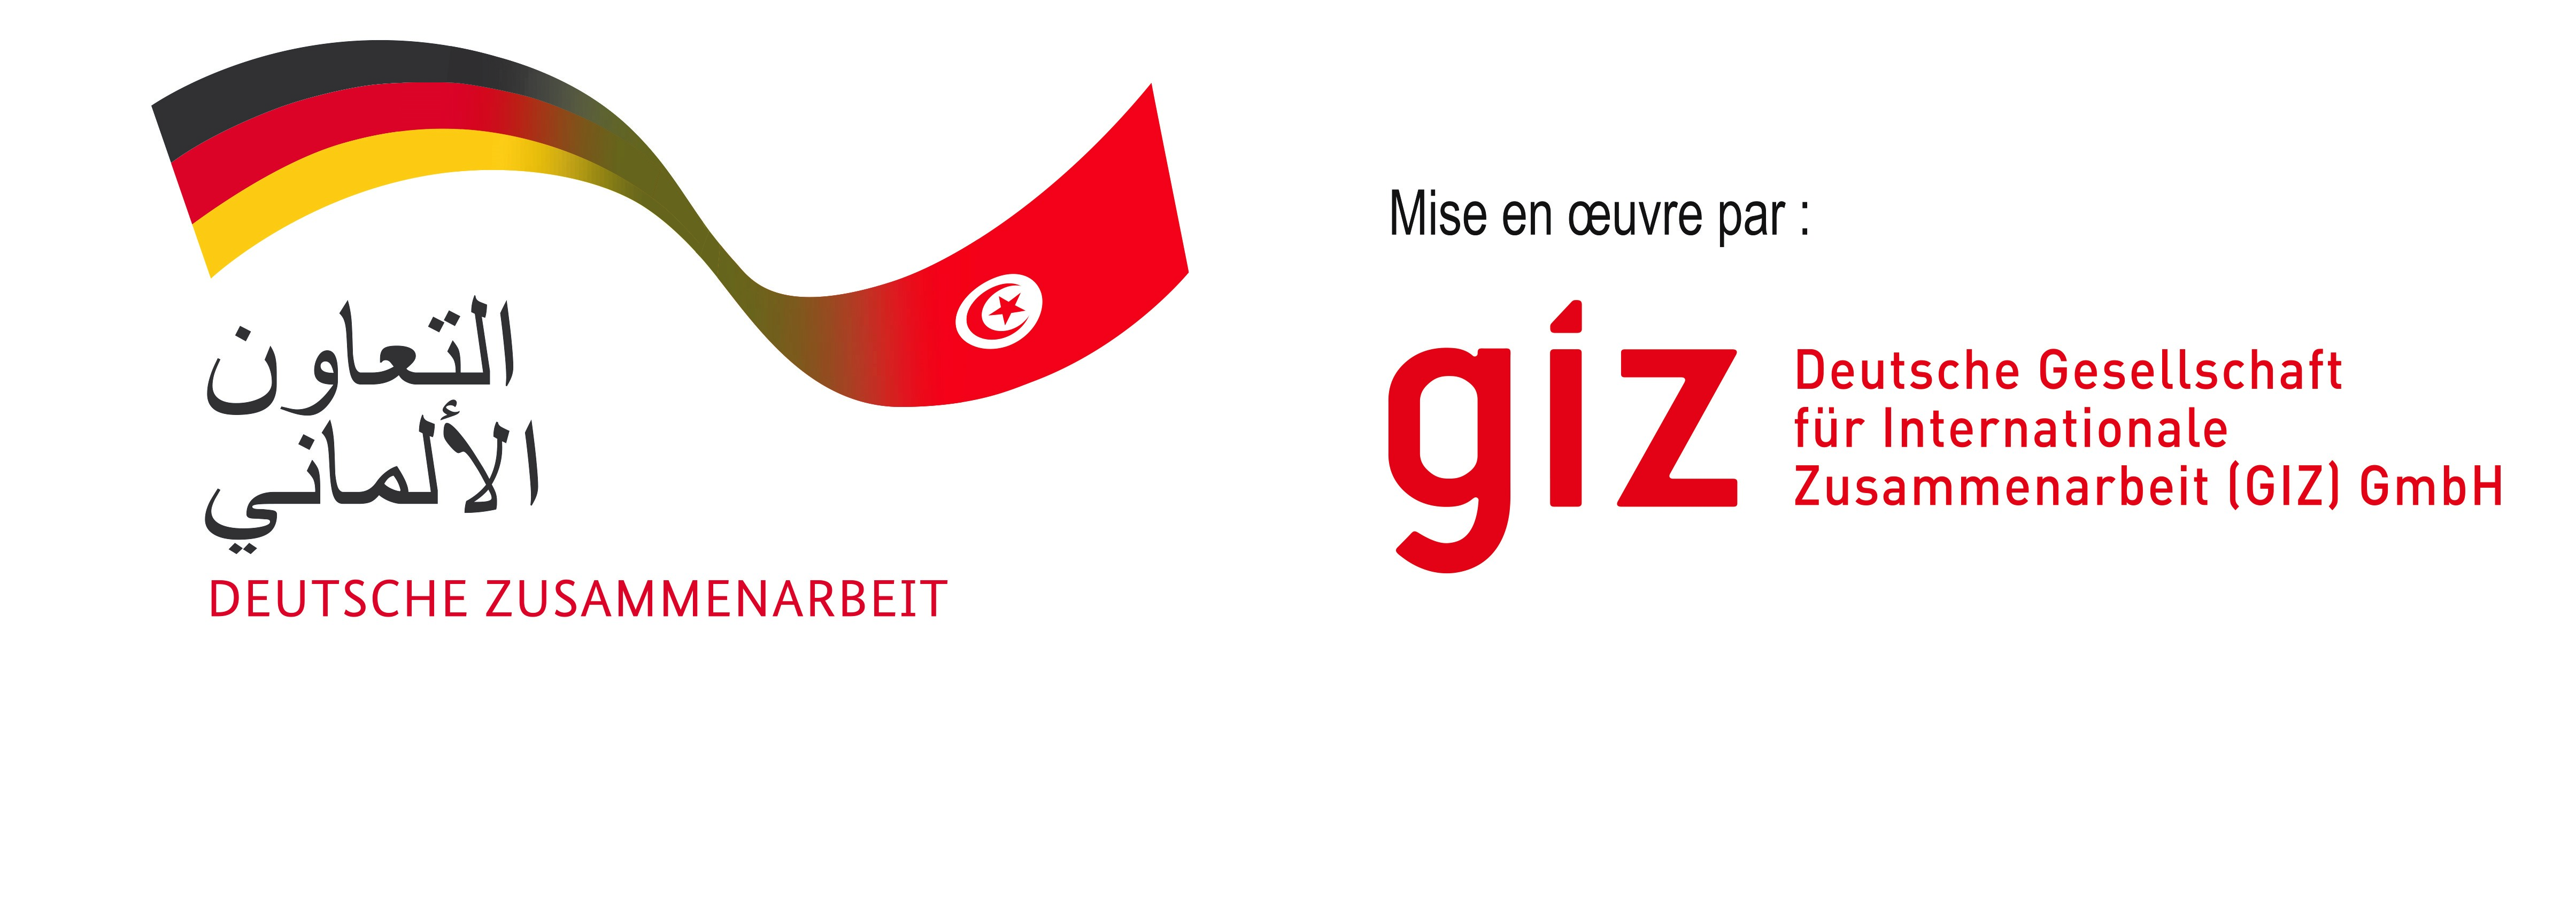 التعاون
الألماني
DEUTSCHE ZUSAMMENARBEIT
Mise en œuvre par :
giz
Deutsche Gesellschaft
für Internationale
Zusammenarbeit (GIZ) GmbH